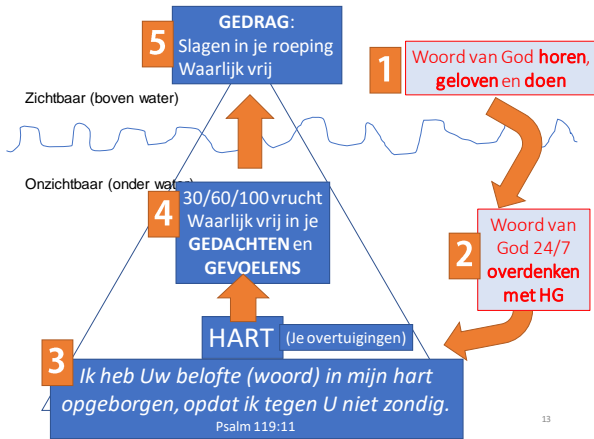 5
GEDRAG:
Slagen in je roeping
Waarlijk vrij
1
Woord van God horen,
geloven en doen
Zichtbaar (boven water)
Onzichtbaar (onder water)
4
30/60/100 vrucht
Waarlijk vrij in je
GEDACHTEN en
GEVOELENS
2
Woord van
God 24/7
overdenken
met HG
HART (Je overtuigingen)
3
Ik heb Uw belofte (woord) in mijn hart
opgeborgen, opdat ik tegen U niet zondig.
Psalm 119:11
13